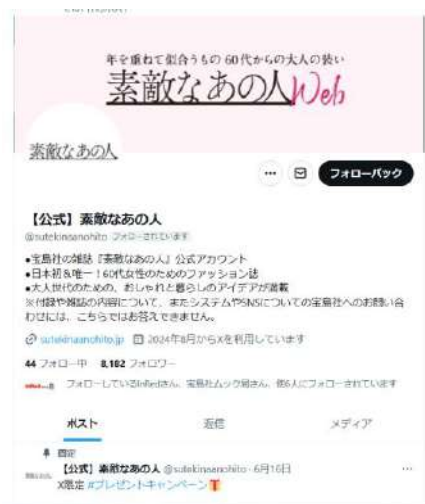 年を重ねて似合うもの 60代からの大人の装い
素敵なあの人Web
素敵なあの人
フォローバック
【公式】素敵なあの人
@sutekinaanohito フォローされています
●宝島社の雑誌『素敵なあの人』公式アカウント
●日本初&唯一!60代女性のためのファッション誌
●大人世代のための、おしゃれと暮らしのアイデアが満載
※付録や雑誌の内容について、またシステムやSNSについての宝島社へのお問い合
わせには、こちらではお答えできません。
sutekinaanohito.jp 2024年8月からXを利用しています
44 フォロー中 8,182 フォロワー
フォローしているInRedさん、宝島社ムック局さん、他6人にフォローされています
ポスト 返信 メディア
固定
【公式】素敵なあの人 @sutekinaanohito · 6月16日
X限定 #プレゼントキャンペーン